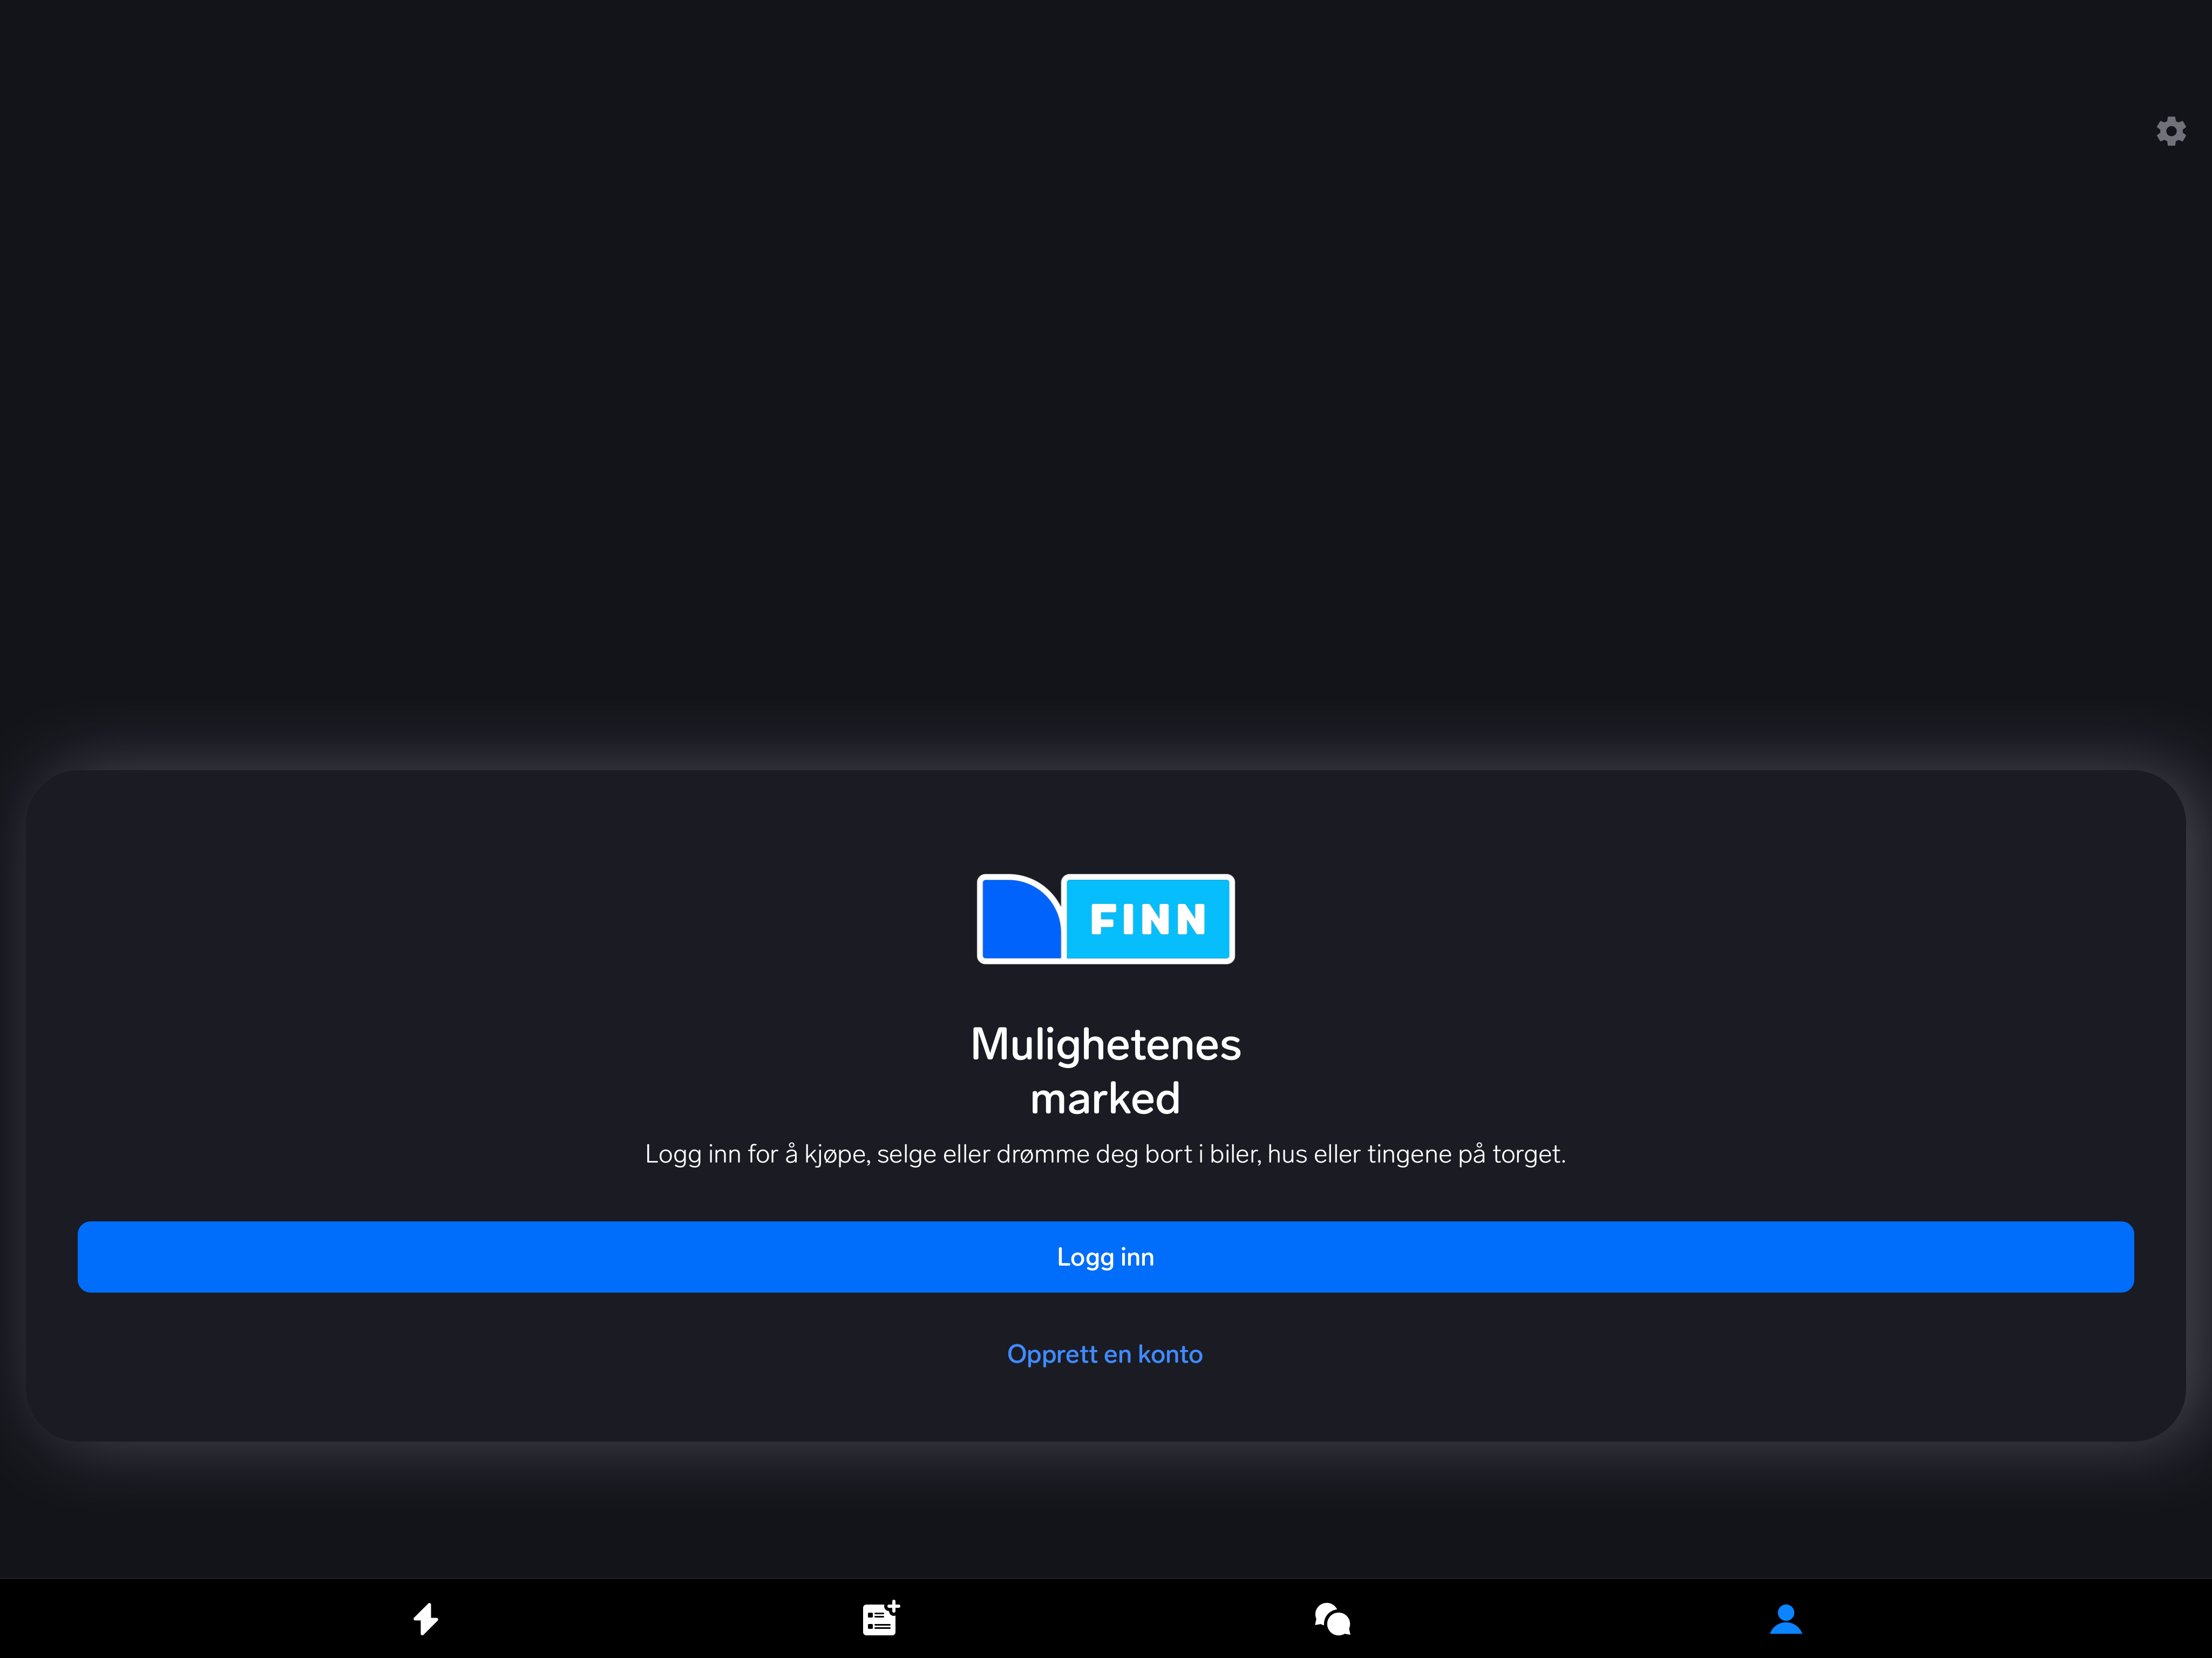 FINN
Mulighetenes
marked
Logg inn for å kjøpe, selge eller drømme deg bort i biler, hus eller tingene på torget.
Logg inn
Opprett en konto